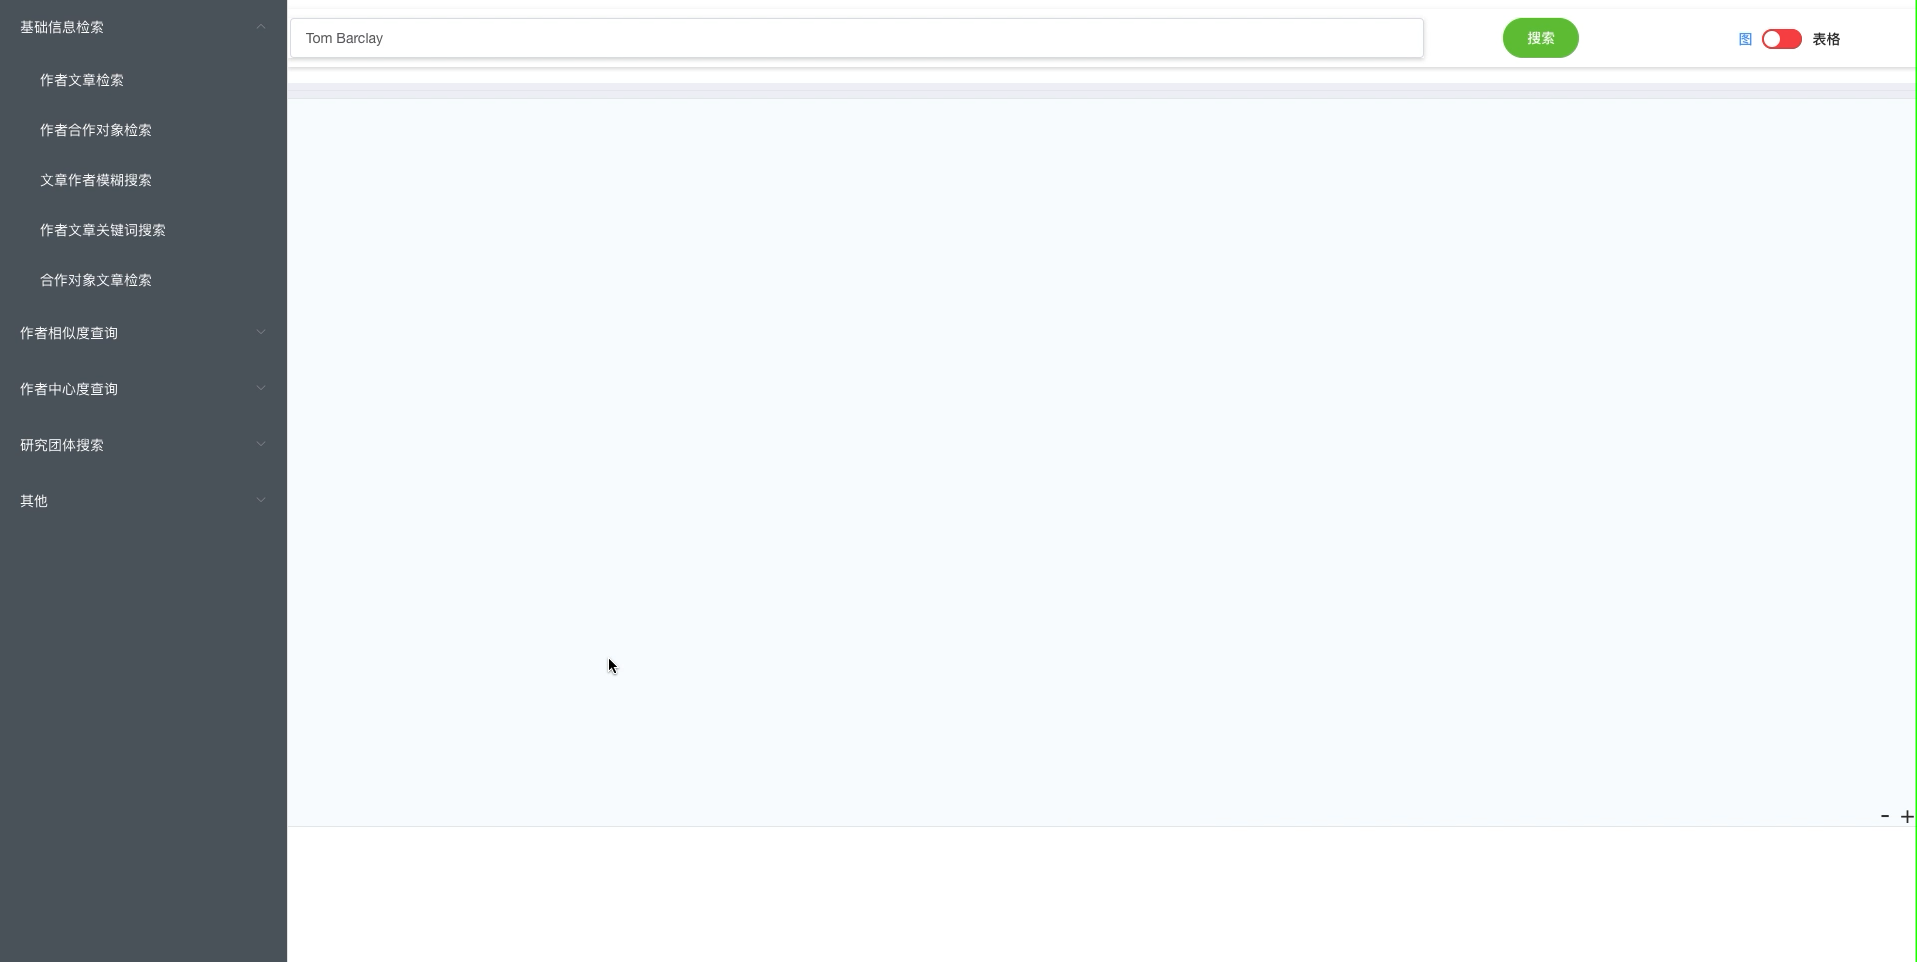 基础信息检索
作者文章检索
作者合作对象检索
文章作者模糊搜索
作者文章关键词搜索
合作对象文章检索
作者相似度查询
作者中心度查询
研究团体搜索
其他
Tom Barclay
搜索
图 表格
- +